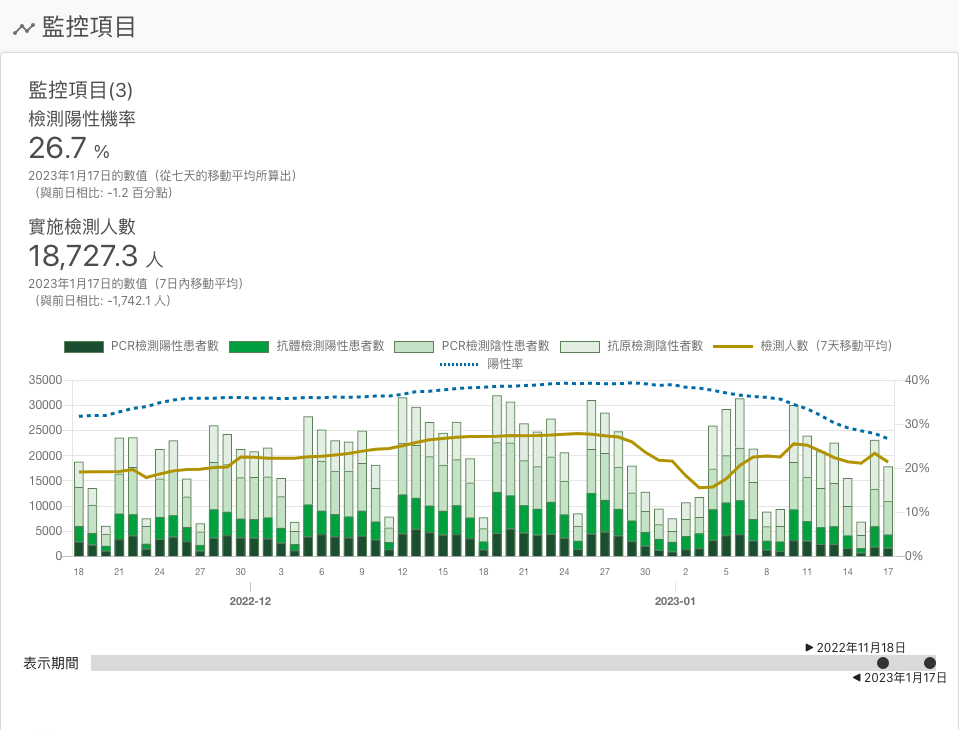 監控項目
監控項目(3)
檢測陽性機率
26.7 %
2023年1月17日的數值（從七天的移動平均所算出）
（與前日相比: -1.2 百分點）
實施檢測人數
18,727.3 人
2023年1月17日的數值（7日內移動平均）
（與前日相比: -1,742.1 人）
PCR檢測陽性患者數 抗體檢測陽性患者數 PCR檢測陰性患者數 抗原檢測陰性者數 檢測人數（7天移動平均）
陽性率
35000 40%
30000
25000 30%
20000 20%
15000
10000 10%
5000
0 0%
18 21 24 27 30 3 6 9 12 15 18 21 24 27 30 2 5 8 11 14 17
2022-12 2023-01
▶ 2022年11月18日
表示期間
◀ 2023年1月17日